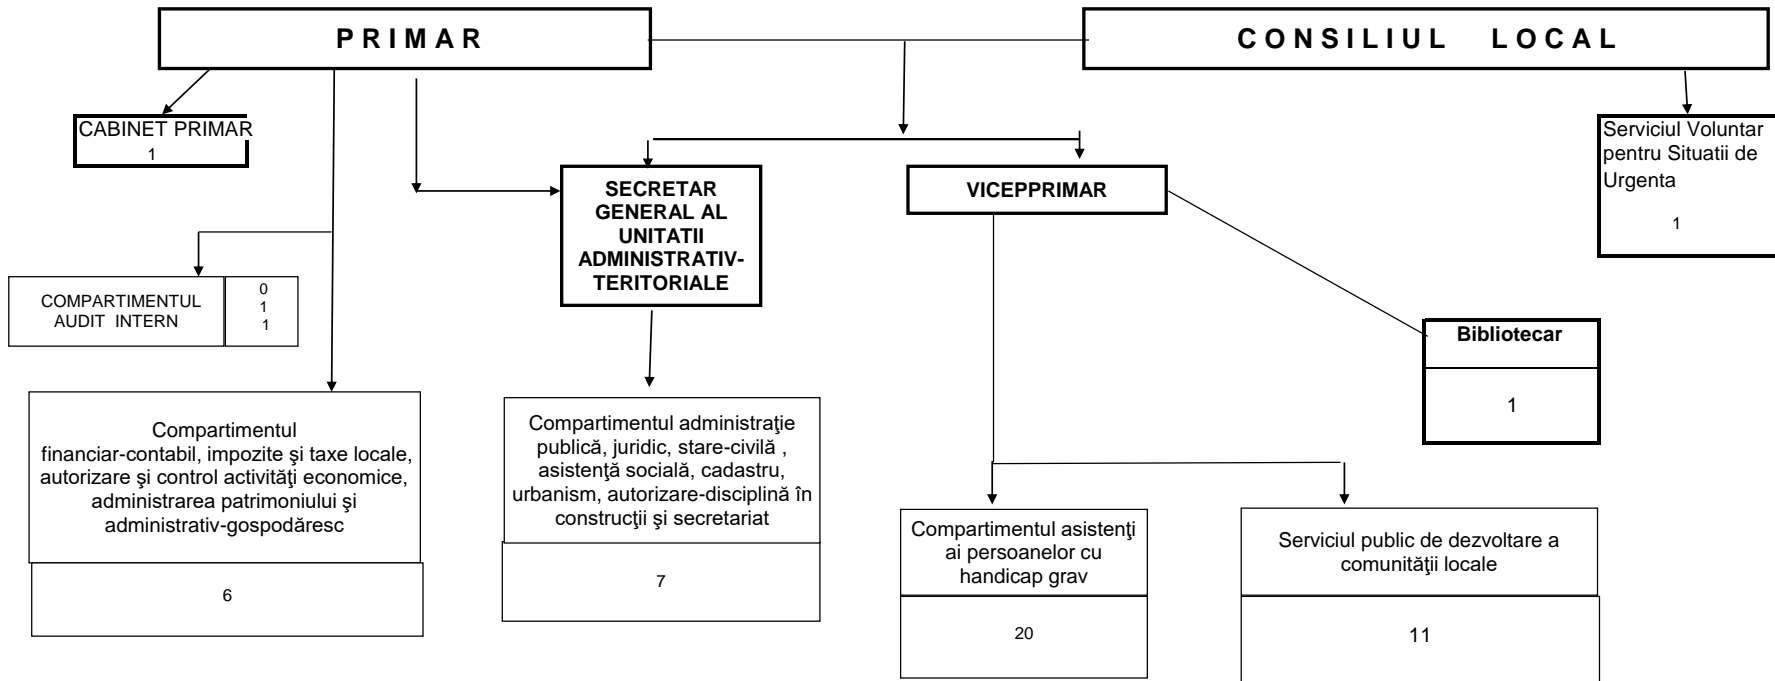 PRIMAR
CONSILIUL LOCAL
CABINET PRIMAR
1
Serviciul Voluntar
pentru Situatii de
Urgenta
1
SECRETAR
GENERAL AL
UNITATII
ADMINISTRATIV-
TERITORIALE
VICEPPRIMAR
COMPARTIMENTUL
AUDIT INTERN
0
1
1
Bibliotecar
1
Compartimentul
financiar-contabil, impozite şi taxe locale,
autorizare şi control activităţi economice,
administrarea patrimoniului şi
administrativ-gospodăresc
6
Compartimentul administraţie
publică, juridic, stare-civilă ,
asistenţă socială, cadastru,
urbanism, autorizare-disciplină în
construcţii şi secretariat
7
Compartimentul asistenţi
ai persoanelor cu
handicap grav
20
Serviciul public de dezvoltare a
comunităţii locale
11